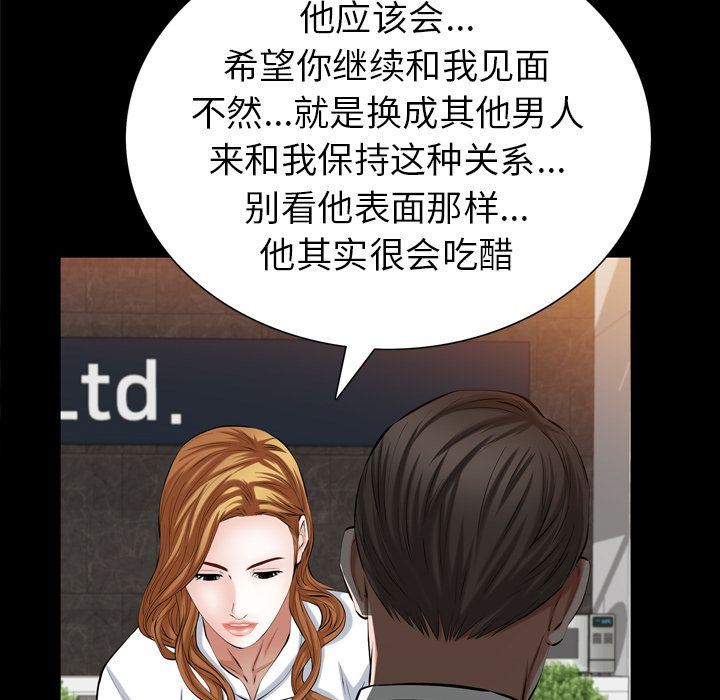 他应该会...
希望你继续和我见面
不然...就是换成其他男人
来和我保持这种关系...
别看他表面那样...
他其实很会吃醋
Ltd.